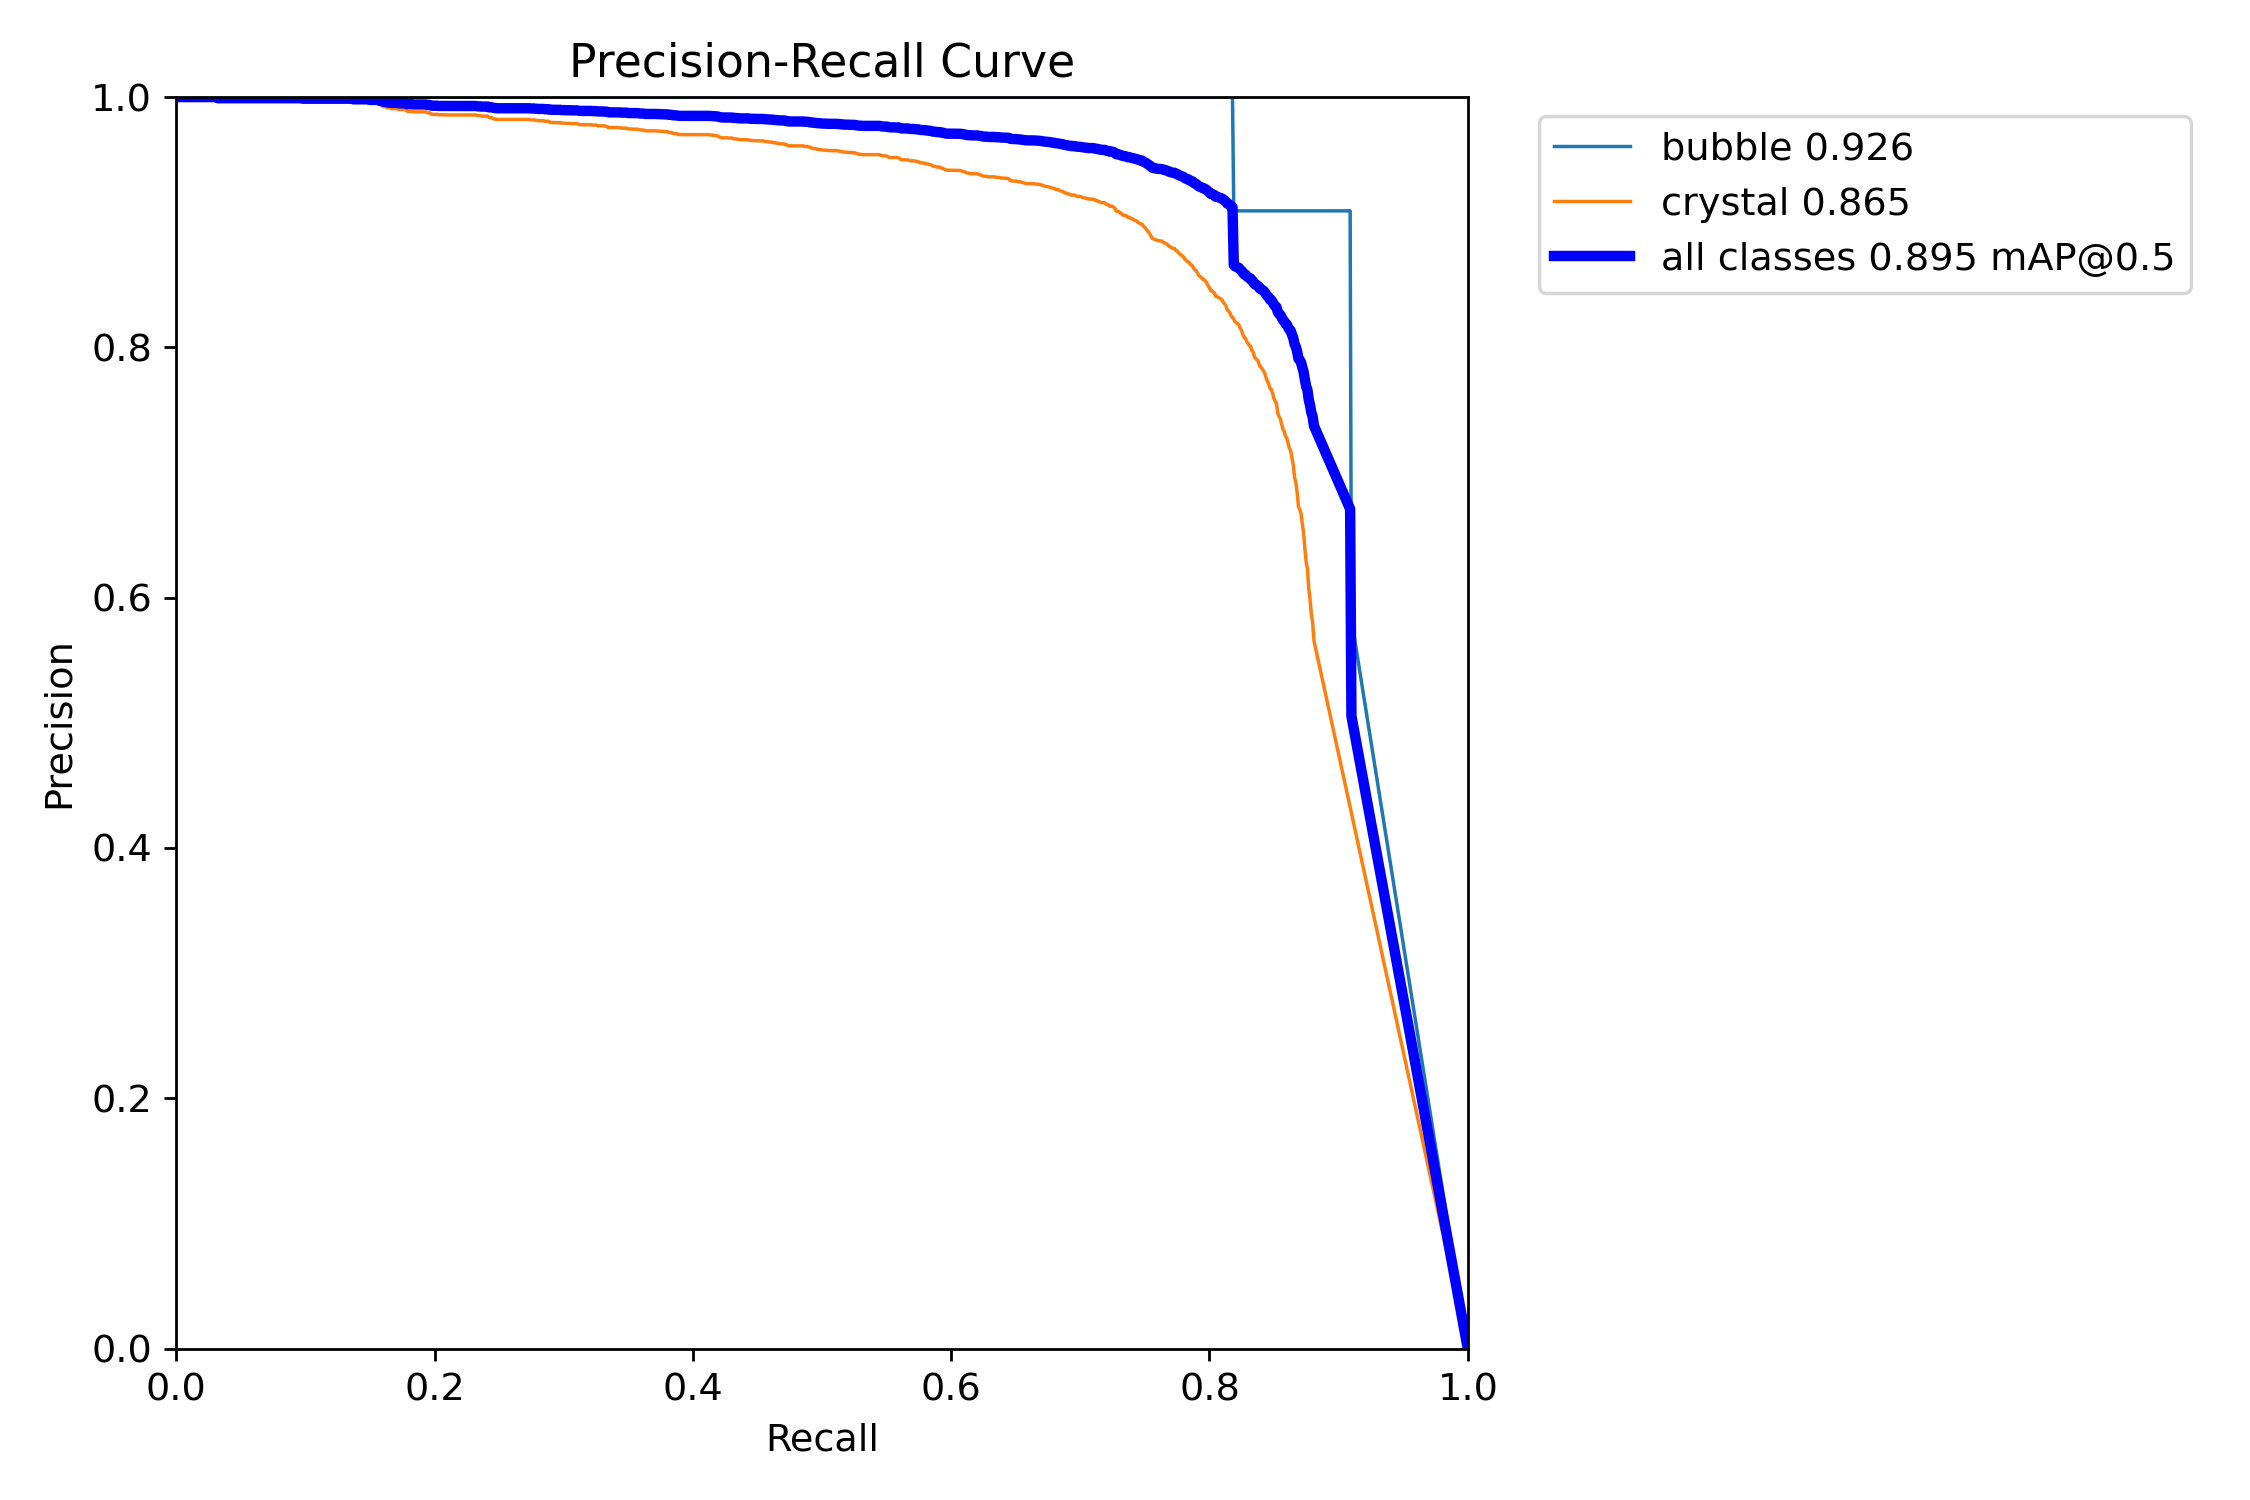 Precision-Recall Curve
1.0
0.8
0.6
0.4
0.2
0.0
Precision
0.0 0.2 0.4 0.6 0.8 1.0
Recall
bubble 0.926
crystal 0.865
all classes 0.895 mAP@0.5